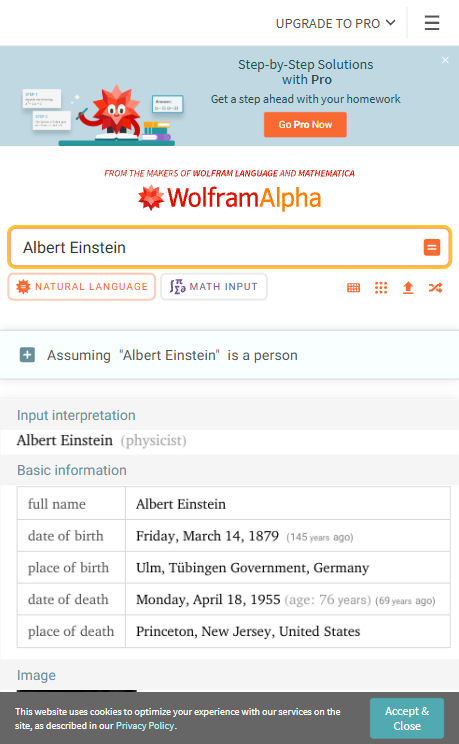 UPGRADE TO PRO
Step-by-Step Solutions
with Pro
Get a step ahead with your homework
Go Pro Now
FROM THE MAKERS OF WOLFRAM LANGUAGE AND MATHEMATICA
WolframAlpha
Albert Einstein
NATURAL LANGUAGE
MATH INPUT
Assuming "Albert Einstein" is a person
Input interpretation
Albert Einstein (physicist)
Basic information
full name Albert Einstein
date of birth Friday, March 14, 1879 (145 years ago)
place of birth Ulm, Tübingen Government, Germany
date of death Monday, April 18, 1955 (age: 76 years) (69 years ago)
place of death Princeton, New Jersey, United States
Image
This website uses cookies to optimize your experience with our services on the
site, as described in our Privacy Policy.
Accept &
Close